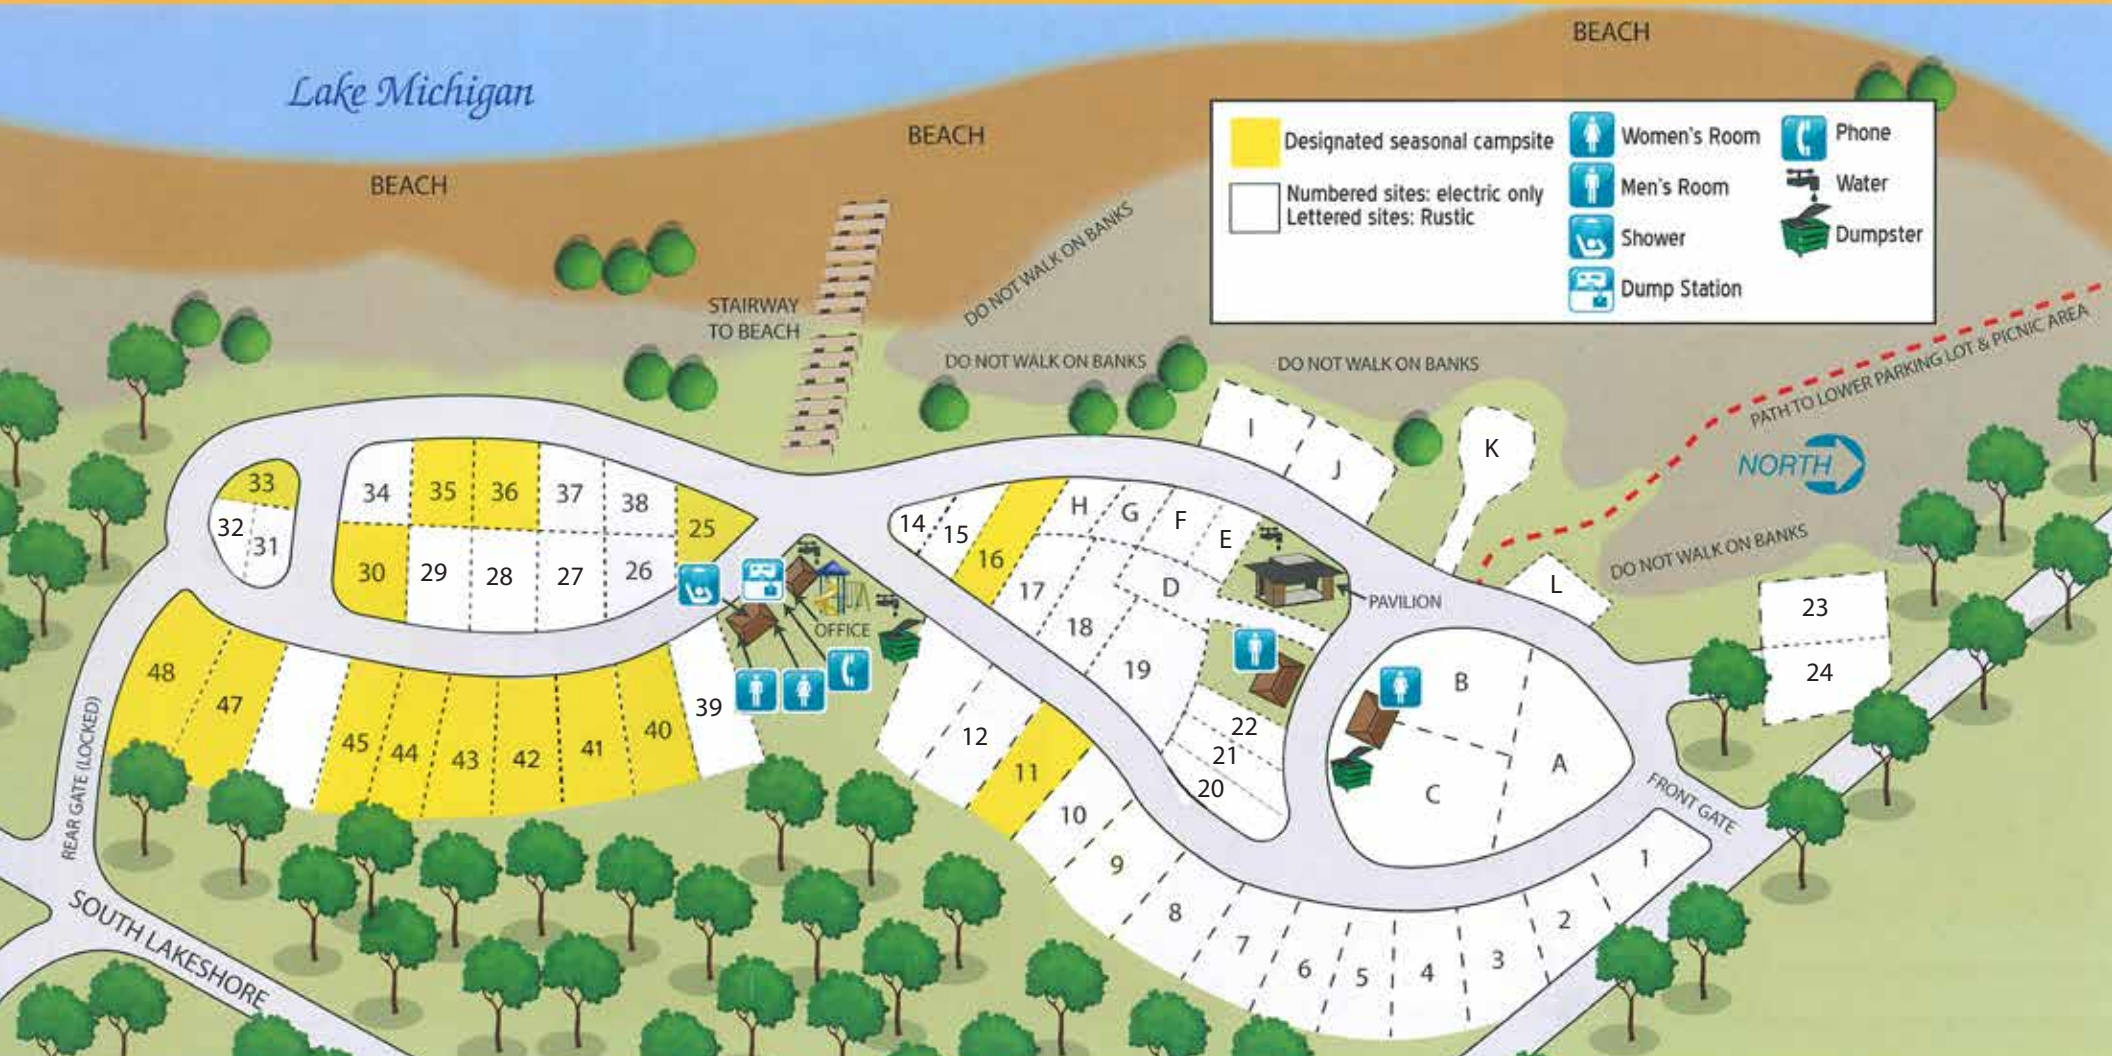 BEACH
Lake Michigan
BEACH
BEACH
Designated seasonal campsite
Numbered sites: electric only
Lettered sites: Rustic
Women's Room
Men's Room
Shower
Dump Station
Phone
Water
Dumpster
STAIRWAY
TO BEACH
DO NOT WALK ON BANKS
DO NOT WALK ON BANKS
DO NOT WALK ON BANKS
PATH TO LOWER PARKING LOT & PICNIC AREA
NORTH
DO NOT WALK ON BANKS
I
J
K
L
33
32
31
34
35
36
37
38
25
30
29
28
27
26
14
15
16
H
G
F
E
D
17
18
19
22
21
20
PAVILION
OFFICE
23
24
B
A
C
48
47
45
44
43
42
41
40
39
12
11
10
9
8
7
6
5
4
3
2
1
FRONT GATE
REAR GATE (LOCKED)
SOUTH LAKESHORE